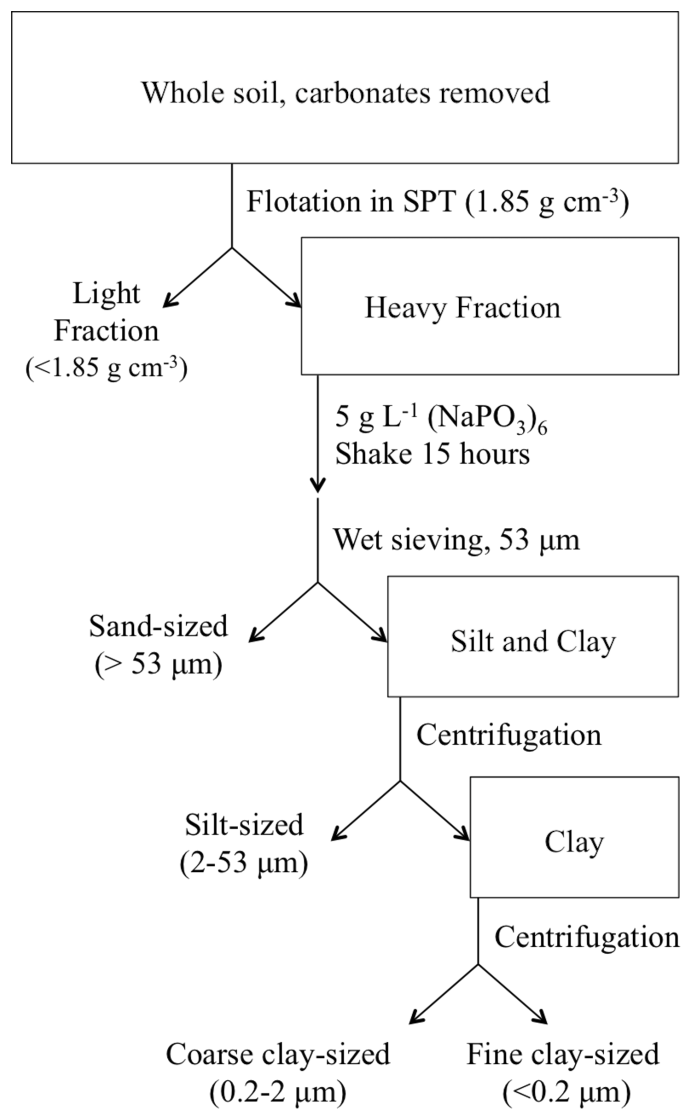 Whole soil, carbonates removed
Flotation in SPT (1.85 g cm⁻³)
Light
Fraction
(<1.85 g cm⁻³)
Heavy Fraction
5 g L⁻¹ (NaPO₃)₆
Shake 15 hours
Wet sieving, 53 μm
Sand-sized
(> 53 μm)
Silt and Clay
Centrifugation
Silt-sized
(2-53 μm)
Clay
Centrifugation
Coarse clay-sized
(0.2-2 μm)
Fine clay-sized
(<0.2 μm)